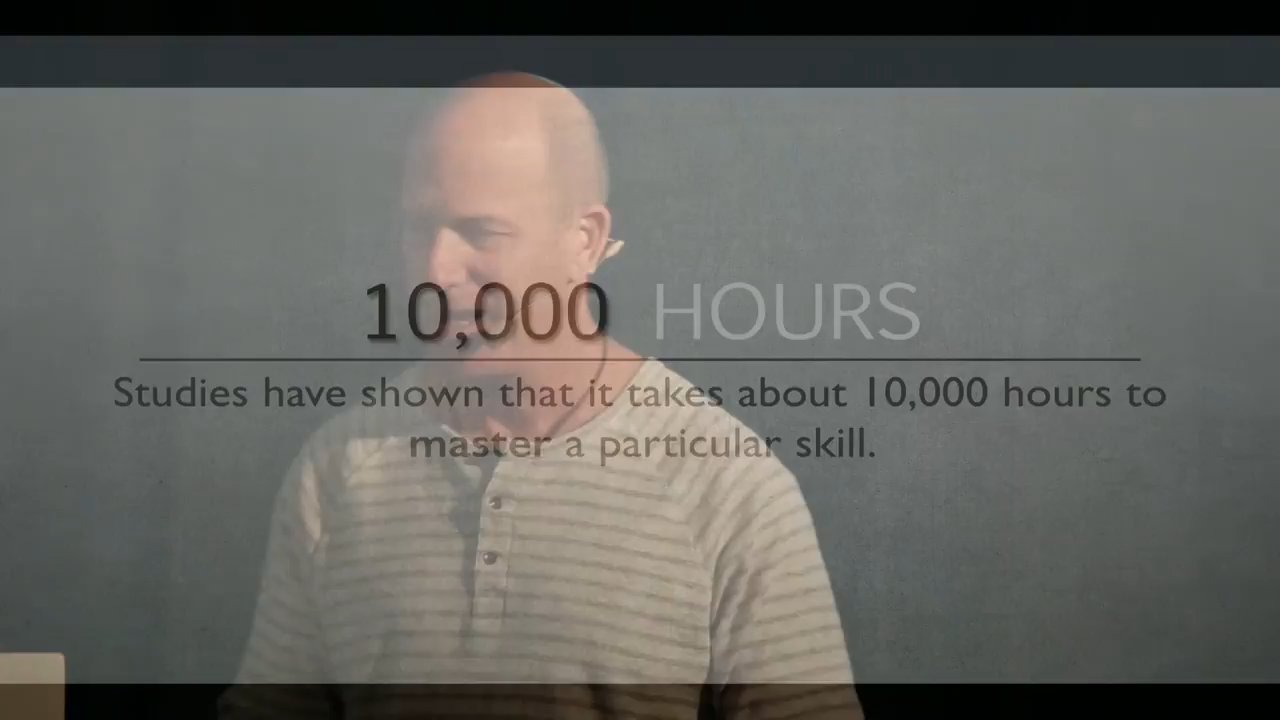 10,000 HOURS
Studies have shown that it takes about 10,000 hours to
master a particular skill.